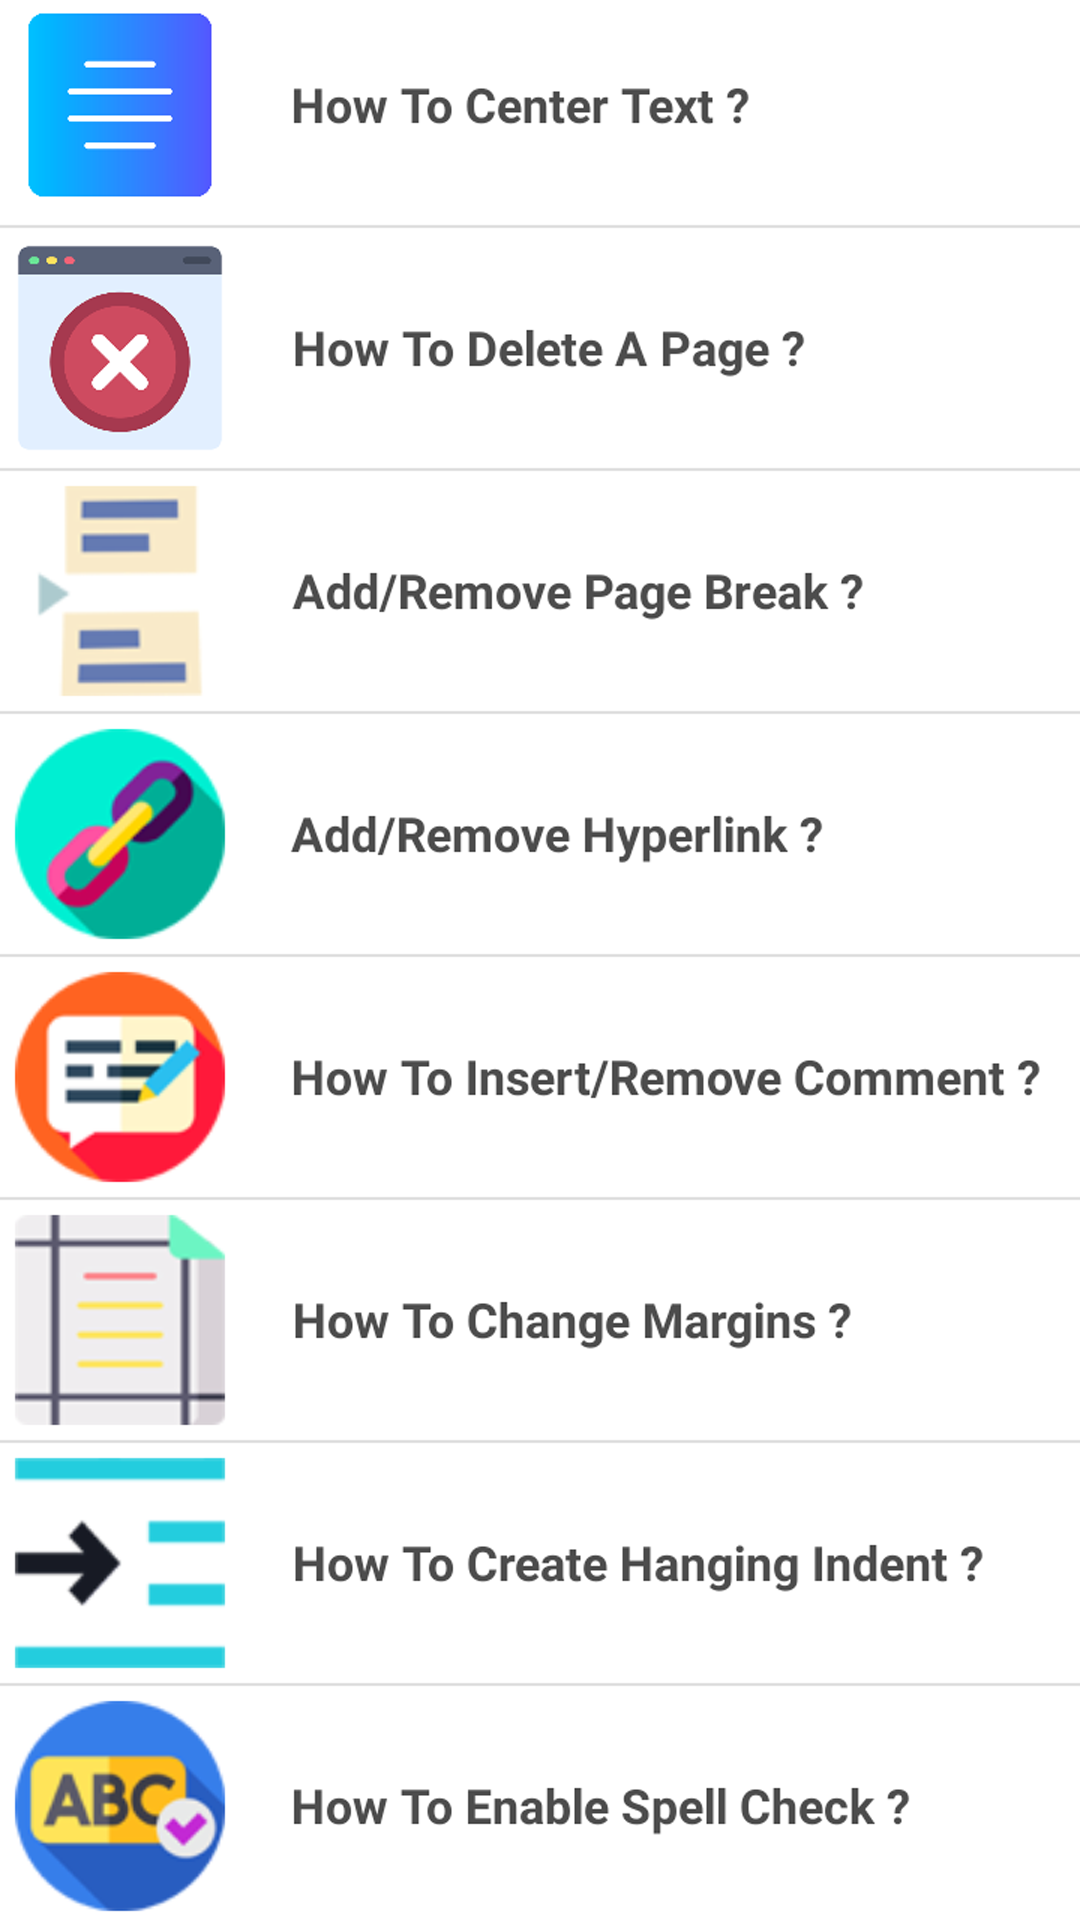 How To Center Text ?
How To Delete A Page ?
Add/Remove Page Break ?
Add/Remove Hyperlink ?
How To Insert/Remove Comment ?
How To Change Margins ?
How To Create Hanging Indent ?
ABC
How To Enable Spell Check ?